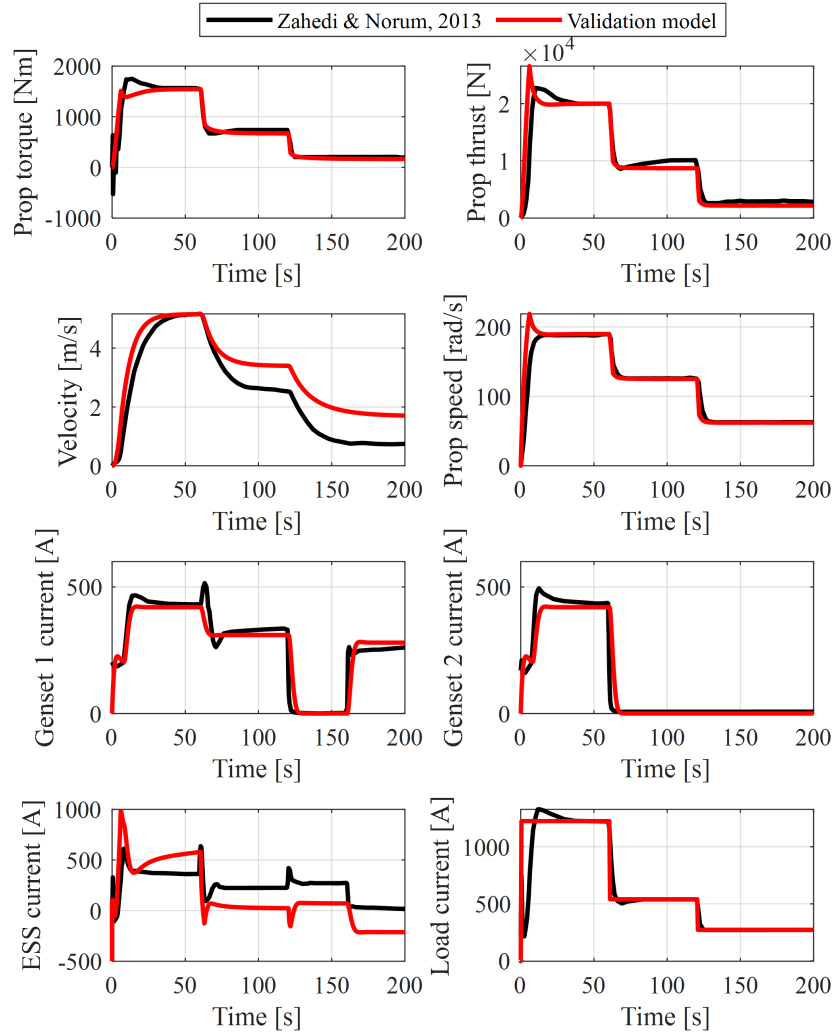 Zahedi & Norum, 2013 Validation model
Prop torque [Nm]
2000
1000
0
-1000
0 50 100 150 200
Time [s]
×10⁴
Prop thrust [N]
2
1
0
0 50 100 150 200
Time [s]
Velocity [m/s]
4
2
0
0 50 100 150 200
Time [s]
Prop speed [rad/s]
200
100
0
0 50 100 150 200
Time [s]
Genset 1 current [A]
500
0
0 50 100 150 200
Time [s]
Genset 2 current [A]
500
0
0 50 100 150 200
Time [s]
ESS current [A]
1000
500
0
-500
0 50 100 150 200
Time [s]
Load current [A]
1000
500
0
0 50 100 150 200
Time [s]